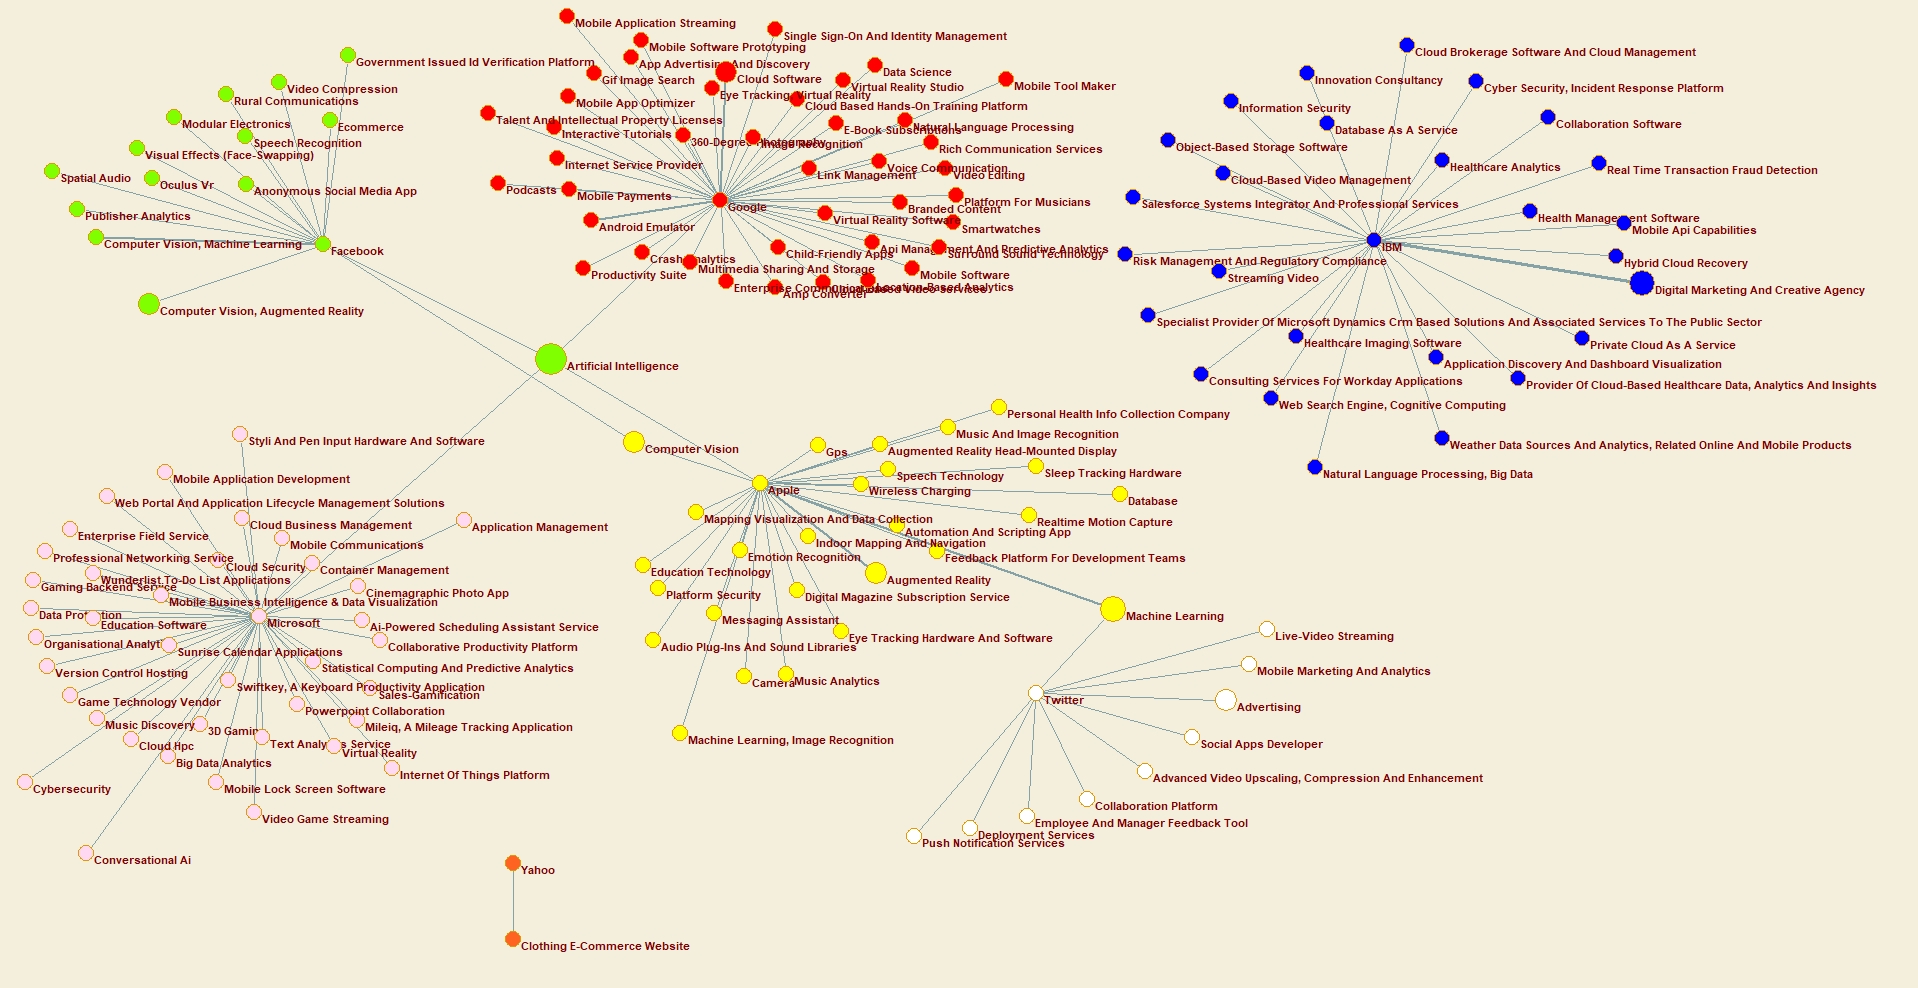 Government Issued Id Verification Platform
Video Compression
Rural Communications
Modular Electronics
Ecommerce
Speech Recognition
Visual Effects (Face-Swapping)
Spatial Audio
Oculus Vr
Anonymous Social Media App
Publisher Analytics
Computer Vision, Machine Learning
Facebook
Computer Vision, Augmented Reality
Artificial Intelligence
Mobile Application Streaming
Single Sign-On And Identity Management
Mobile Software Prototyping
App Advertising And Discovery
Gif Image Search
Cloud Software
Data Science
Virtual Reality Studio
Mobile Tool Maker
Eye Tracking Virtual Reality
Mobile App Optimizer
Cloud Based Hands-On Training Platform
Talent And Intellectual Property Licenses
Interactive Tutorials
E-Book Subscriptions
Natural Language Processing
360-Degree Photography
Image Recognition
Rich Communication Services
Internet Service Provider
Link Management
Voice Communication
Video Editing
Podcasts
Mobile Payments
Google
Branded Content
Platform For Musicians
Android Emulator
Virtual Reality Software
Smartwatches
Crash Analytics
Child-Friendly Apps
Api Management And Predictive Analytics
Surround Sound Technology
Productivity Suite
Multimedia Sharing And Storage
Mobile Software
Enterprise Communications
Amp Converter
Cloud-Based Video Services
Location-Based Analytics
Cloud Brokerage Software And Cloud Management
Innovation Consultancy
Cyber Security, Incident Response Platform
Information Security
Database As A Service
Collaboration Software
Object-Based Storage Software
Healthcare Analytics
Real Time Transaction Fraud Detection
Cloud-Based Video Management
Salesforce Systems Integrator And Professional Services
Health Management Software
Mobile Api Capabilities
IBM
Risk Management And Regulatory Compliance
Streaming Video
Hybrid Cloud Recovery
Digital Marketing And Creative Agency
Specialist Provider Of Microsoft Dynamics Crm Based Solutions And Associated Services To The Public Sector
Healthcare Imaging Software
Private Cloud As A Service
Application Discovery And Dashboard Visualization
Consulting Services For Workday Applications
Provider Of Cloud-Based Healthcare Data, Analytics And Insights
Web Search Engine, Cognitive Computing
Weather Data Sources And Analytics, Related Online And Mobile Products
Natural Language Processing, Big Data
Personal Health Info Collection Company
Music And Image Recognition
Computer Vision
Gps
Augmented Reality Head-Mounted Display
Speech Technology
Sleep Tracking Hardware
Apple
Wireless Charging
Database
Mapping Visualization And Data Collection
Realtime Motion Capture
Automation and Scripting App
Indoor Mapping And Navigation
Emotion Recognition
Feedback Platform For Development Teams
Education Technology
Augmented Reality
Platform Security
Digital Magazine Subscription Service
Messaging Assistant
Machine Learning
Audio Plug-Ins And Sound Libraries
Eye Tracking Hardware And Software
Camera
Music Analytics
Machine Learning, Image Recognition
Styli And Pen Input Hardware And Software
Mobile Application Development
Web Portal And Application Lifecycle Management Solutions
Cloud Business Management
Application Management
Enterprise Field Service
Mobile Communications
Professional Networking Service
Cloud Security
Container Management
Wunderlist To-Do List Applications
Gaming Backend Service
Cinemagraphic Photo App
Mobile Business Intelligence & Data Visualization
Data Protection
Education Software
Microsoft
Ai-Powered Scheduling Assistant Service
Organisational Analytics
Sunrise Calendar Applications
Collaborative Productivity Platform
Version Control Hosting
Statistical Computing And Predictive Analytics
Swiftkey, A Keyboard Productivity Application
Sales-Gamification
Game Technology Vendor
Powerpoint Collaboration
Music Discovery
3D Gaming
Mileiq, A Mileage Tracking Application
Cloud Hpc
Text Analysis Service
Virtual Reality
Big Data Analytics
Internet Of Things Platform
Cybersecurity
Mobile Lock Screen Software
Video Game Streaming
Conversational Ai
Live-Video Streaming
Mobile Marketing And Analytics
Twitter
Advertising
Social Apps Developer
Advanced Video Upscaling, Compression And Enhancement
Collaboration Platform
Employee And Manager Feedback Tool
Deployment Services
Push Notification Services
Yahoo
Clothing E-Commerce Website